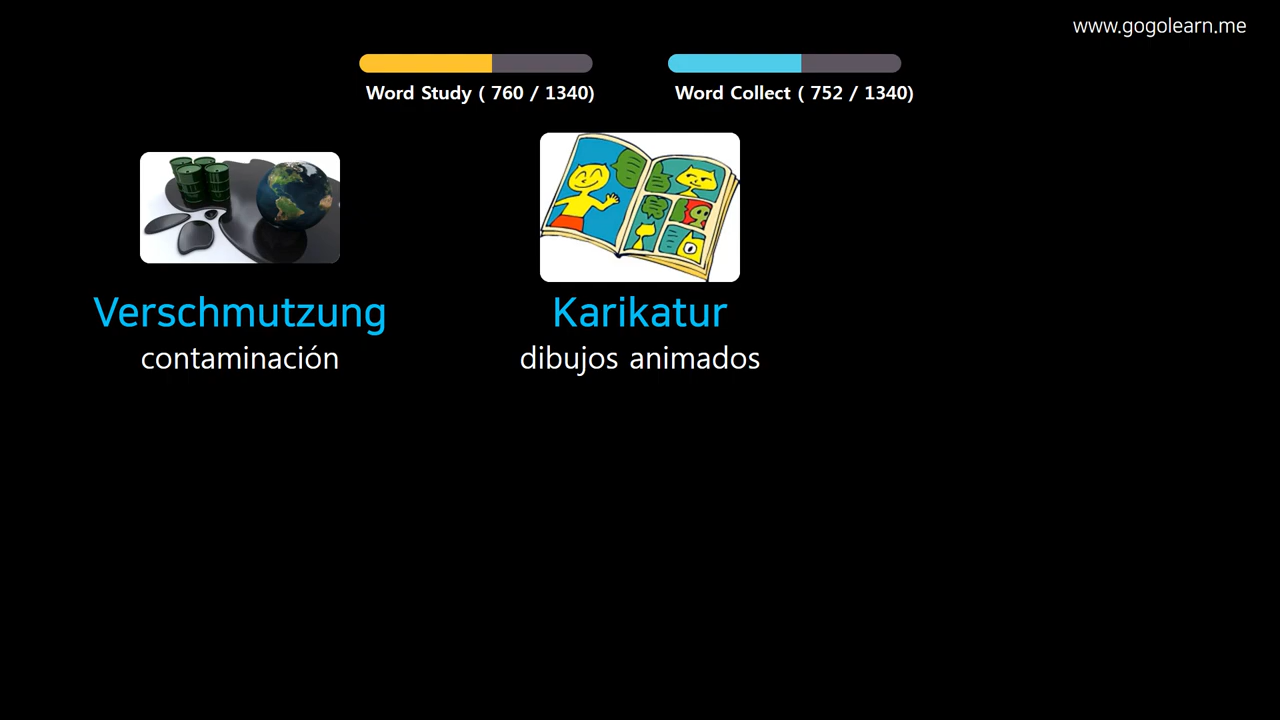 www.gogolearn.me
Word Study ( 760 / 1340)
Word Collect ( 752 / 1340)
Verschmutzung
contaminación
Karikatur
dibujos animados